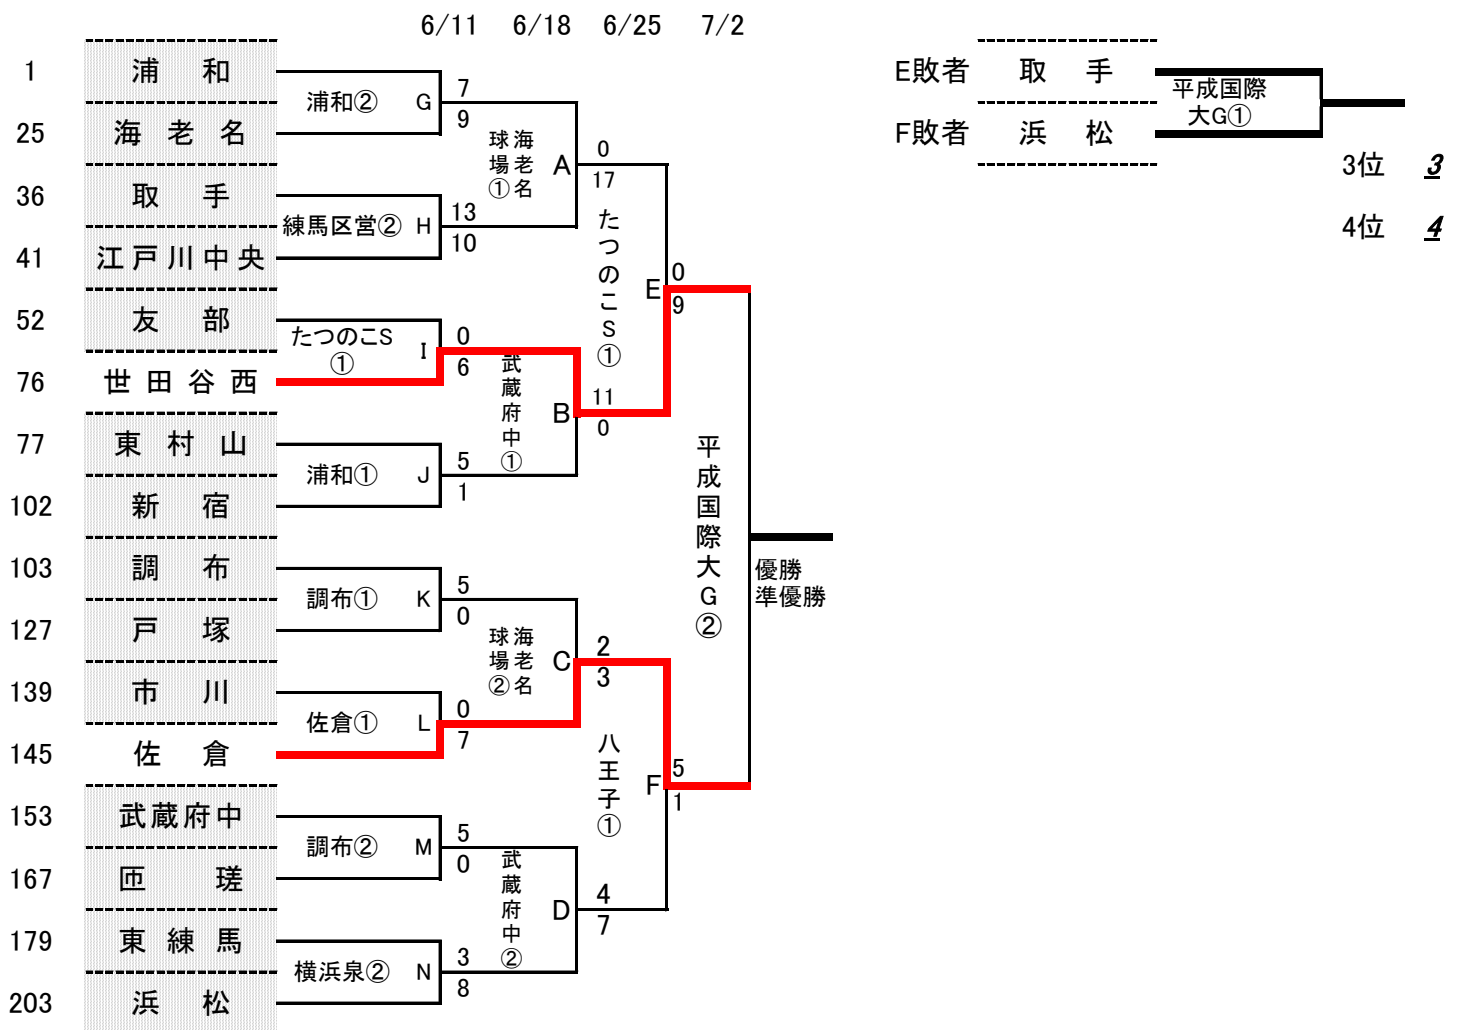 6/11 6/18 6/25 7/2
1 浦和
25 海老名
36 取手
41 江戸川中央
52 友部
76 世田谷西
77 東村山
102 新宿
103 調布
127 戸塚
139 市川
145 佐倉
153 武蔵府中
167 匝瑳
179 東練馬
203 浜松
浦和② G 7 9
練馬区営② H 13 10
たつのこS
① I 0 6
浦和① J 5 1
調布① K 5 0
佐倉① L 0 7
調布② M 5 0
横浜泉② N 3 8
海老名
球場① A 0 17
武蔵府中① B 11 0
海老名
球場② C 2 3
武蔵府中② D 4 7
たつのこS① E 0 9
八王子① F 5 1
平成国際大G②
優勝
準優勝
E敗者 取手
F敗者 浜松
平成国際
大G①
3位 3
4位 4